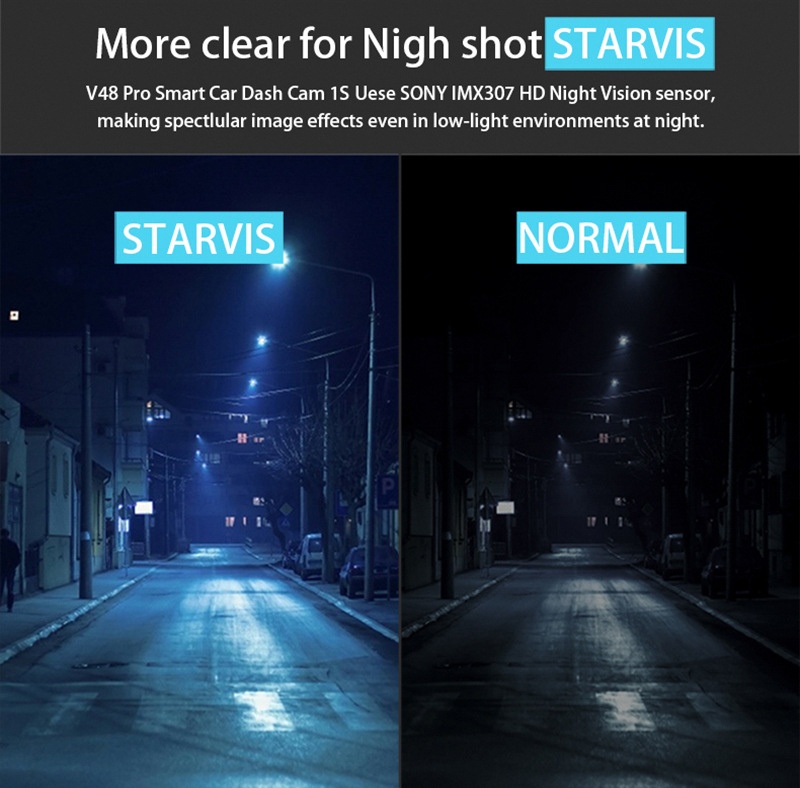 More clear for Nigh shot STARVIS
V48 Pro Smart Car Dash Cam 1S Uese SONY IMX307 HD Night Vision sensor,
making spectlular image effects even in low-light environments at night.
STARVIS
NORMAL
P